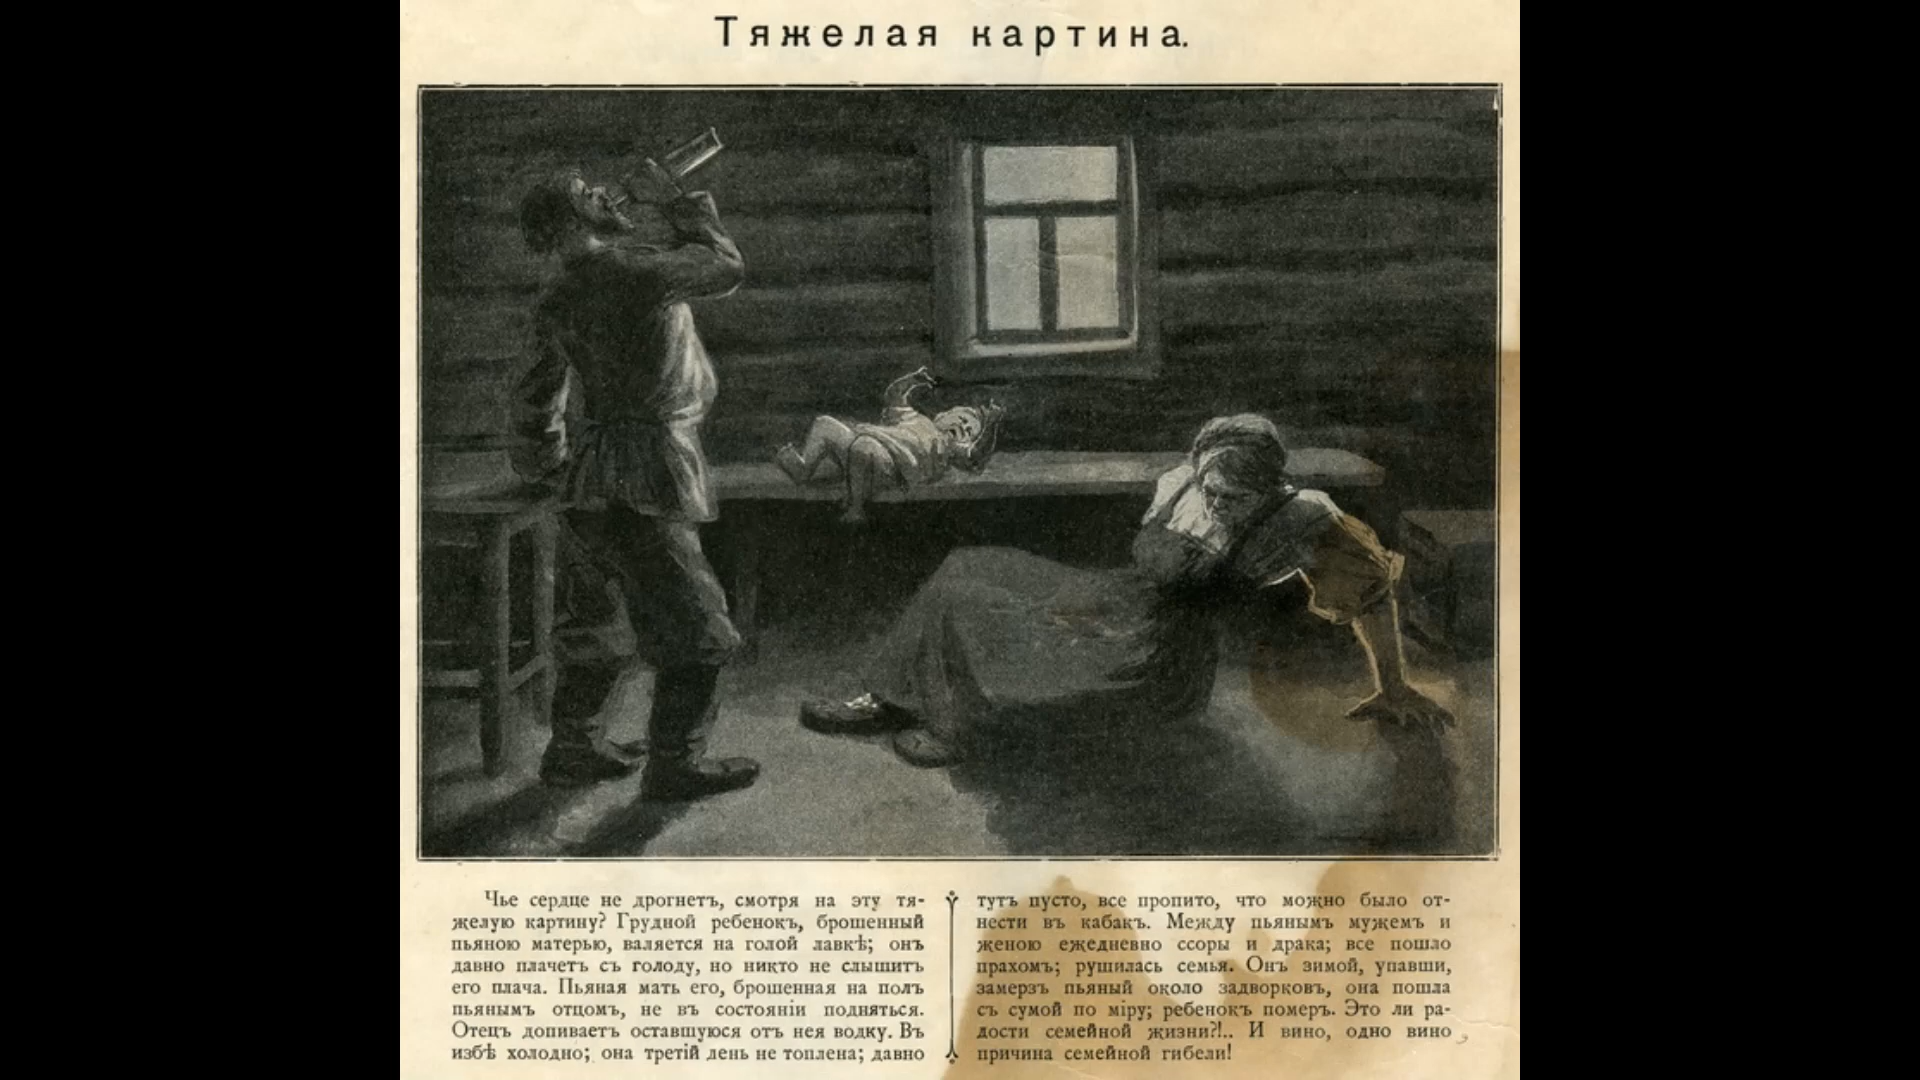 Тяжелая картина.
Чье сердце не дрогнетъ, смотря на эту тя-
желую картину? Грудной ребенокъ, брошенный
пьяною матерью, валяется на голой лавкѣ; онъ
давно плачетъ съ голоду, но никто не слышитъ
его плача. Пьяная мать его, брошенная на полъ
пьянымъ отцомъ, не въ состоянiи подняться.
Отецъ допиваетъ оставшуюся отъ нея водку. Въ
избѣ холодно; она третiй день не топлена; давно
тутъ пусто, все пропито, что можно было от-
нести въ кабакъ. Между пьянымъ мужемъ и
женою ежедневно ссоры и драка; все пошло
прахомъ; рушилась семья. Онъ зимой, упавши,
замерзъ пьяный около задворковъ, она пошла
съ сумой по мiру; ребенокъ померъ. Это ли ра-
дости семейной жизни?!.. И вино, одно вино
причина семейной гибели!